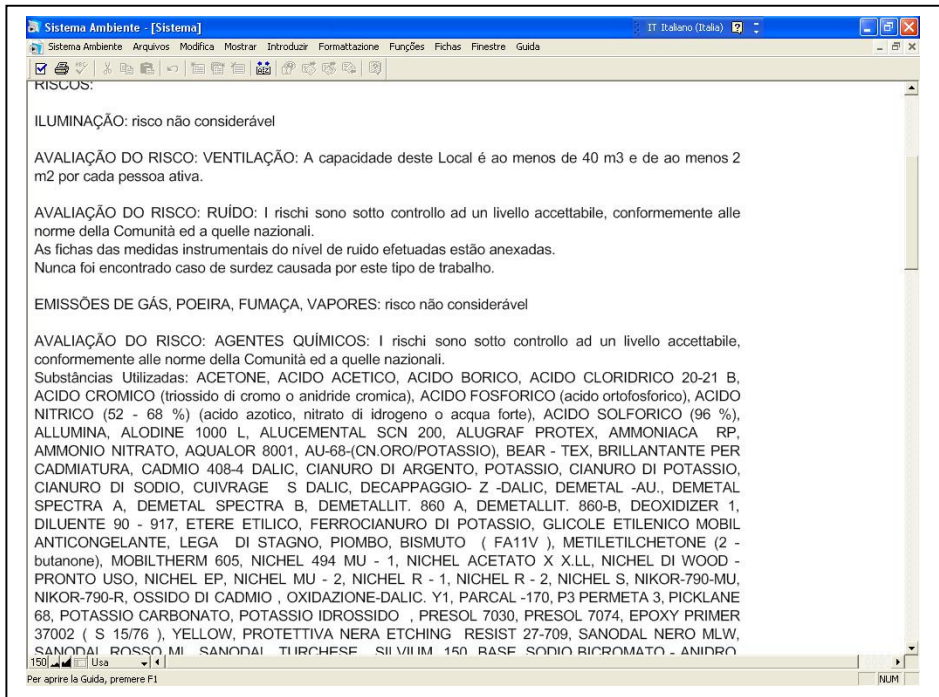 Sistema Ambiente - [Sistema]
IT Italiano (Italia)
Sistema Ambiente Arquivos Modifica Mostrar Introduzir Formattazione Funções Fichas Finestre Guida
RISCOS:
ILUMINAÇÃO: risco não considerável
AVALIAÇÃO DO RISCO: VENTILAÇÃO: A capacidade deste Local é ao menos de 40 m3 e de ao menos 2
m2 por cada pessoa ativa.
AVALIAÇÃO DO RISCO: RUÍDO: I rischi sono sotto controllo ad un livello accettabile, conformemente alle
norme della Comunità ed a quelle nazionali.
As fichas das medidas instrumentais do nível de ruido efetuadas estão anexadas.
Nunca foi encontrado caso de surdez causada por este tipo de trabalho.
EMISSÕES DE GÁS, POEIRA, FUMAÇA, VAPORES: risco não considerável
AVALIAÇÃO DO RISCO: AGENTES QUÍMICOS: I rischi sono sotto controllo ad un livello accettabile,
conformemente alle norme della Comunità ed a quelle nazionali.
Substâncias Utilizadas: ACETONE, ACIDO ACETICO, ACIDO BORICO, ACIDO CLORIDRICO 20-21 B,
ACIDO CROMICO (triossido di cromo o anidride cromica), ACIDO FOSFORICO (acido ortofosforico), ACIDO
NITRICO (52 - 68 %) (acido azotico, nitrato di idrogeno o acqua forte), ACIDO SOLFORICO (96 %),
ALLUMINA, ALODINE 1000 L, ALUCEMENTAL SCN 200, ALUGRAF PROTEX, AMMONIACA RP,
AMMONIO NITRATO, AQUALOR 8001, AU-68-(CN.ORO/POTASSIO), BEAR - TEX, BRILLANTANTE PER
CADMIATURA, CADMIO 408-4 DALIC, CIANURO DI ARGENTO, POTASSIO, CIANURO DI POTASSIO,
CIANURO DI SODIO, CUIVRAGE S DALIC, DECAPPAGGIO- Z -DALIC, DEMETAL -AU., DEMETAL
SPECTRA A, DEMETAL SPECTRA B, DEMETALLIT. 860 A, DEMETALLIT. 860-B, DEOXIDIZER 1,
DILUENTE 90 - 917, ETERE ETILICO, FERROCIANURO DI POTASSIO, GLICOLE ETILENICO MOBIL
ANTICONGELANTE, LEGA DI STAGNO, PIOMBO, BISMUTO ( FA11V ), METILETILCHETONE (2 -
butanone), MOBILTHERM 605, NICHEL 494 MU - 1, NICHEL ACETATO X X.LL, NICHEL DI WOOD -
PRONTO USO, NICHEL EP, NICHEL MU - 2, NICHEL R - 1, NICHEL R - 2, NICHEL S, NIKOR-790-MU,
NIKOR-790-R, OSSIDO DI CADMIO , OXIDAZIONE-DALIC. Y1, PARCAL -170, P3 PERMETA 3, PICKLANE
68, POTASSIO CARBONATO, POTASSIO IDROSSIDO , PRESOL 7030, PRESOL 7074, EPOXY PRIMER
37002 ( S 15/76 ), YELLOW, PROTETTIVA NERA ETCHING RESIST 27-709, SANODAL NERO MLW,
SANODAL ROSSO ML, SANODAL TURCHESE, SILVIUM 150 BASE, SODIO BICROMATO - ANIDRO,
150 Usa
Per aprire la Guida, premere F1
NUM